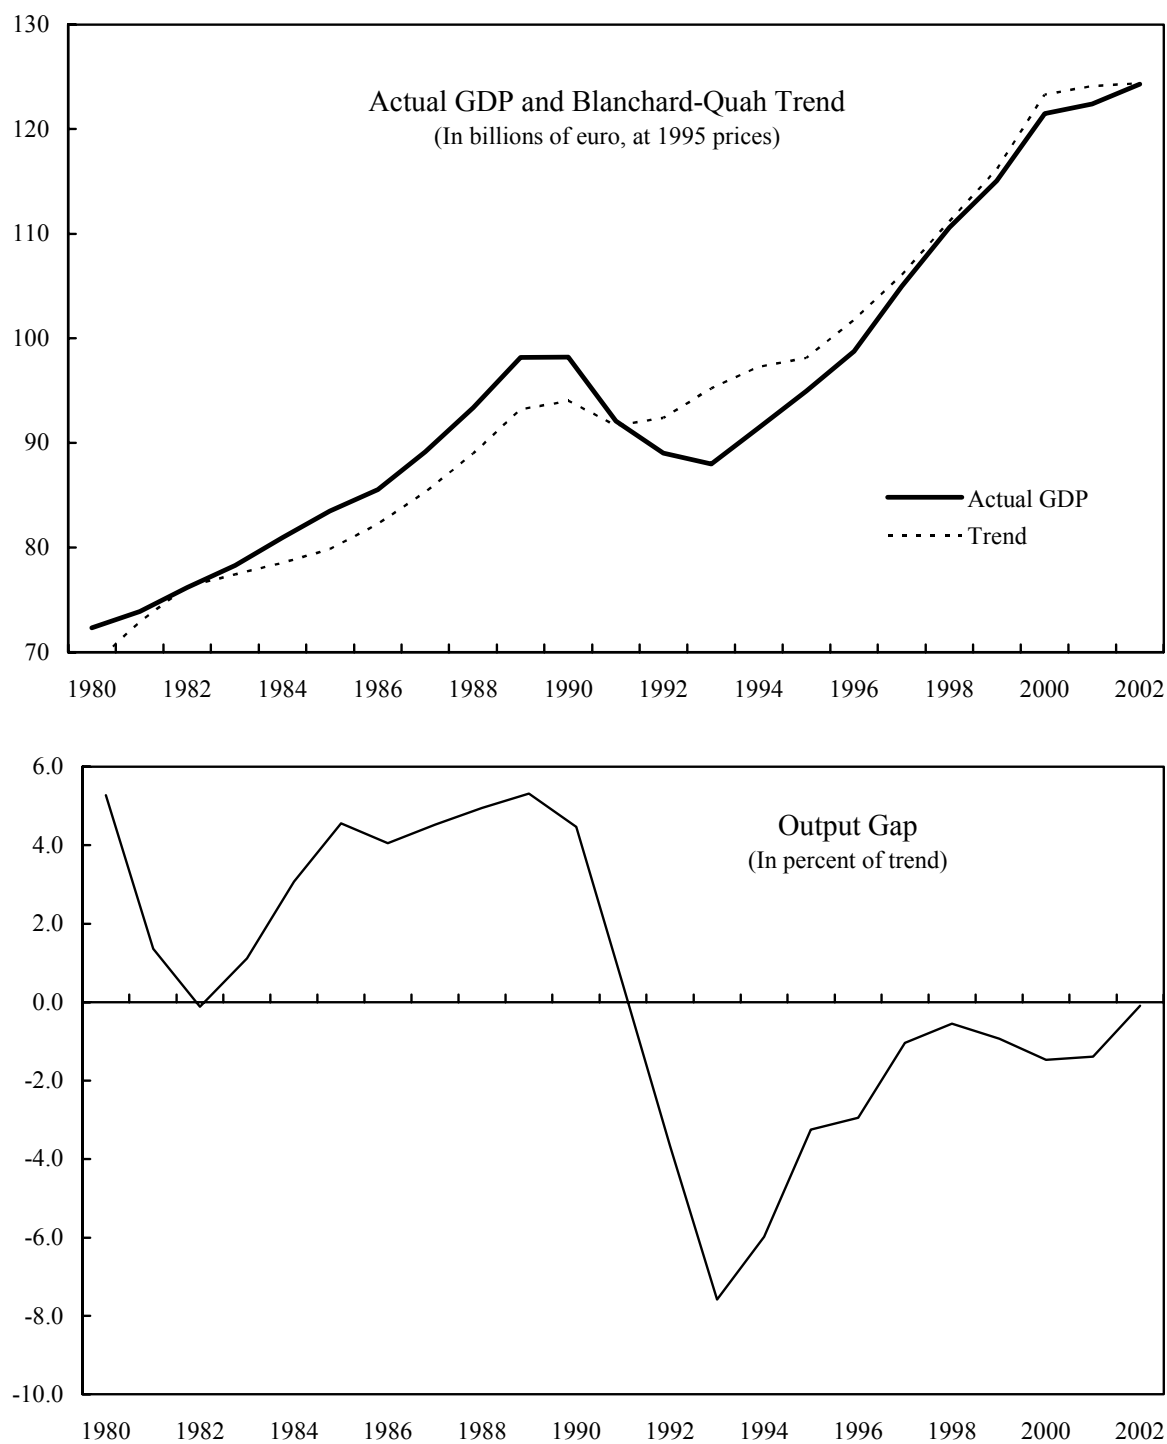 130
Actual GDP and Blanchard-Quah Trend
(In billions of euro, at 1995 prices)
120
110
100
90
Actual GDP
Trend
80
70
1980 1982 1984 1986 1988 1990 1992 1994 1996 1998 2000 2002
6.0
Output Gap
(In percent of trend)
4.0
2.0
0.0
-2.0
-4.0
-6.0
-8.0
-10.0
1980 1982 1984 1986 1988 1990 1992 1994 1996 1998 2000 2002